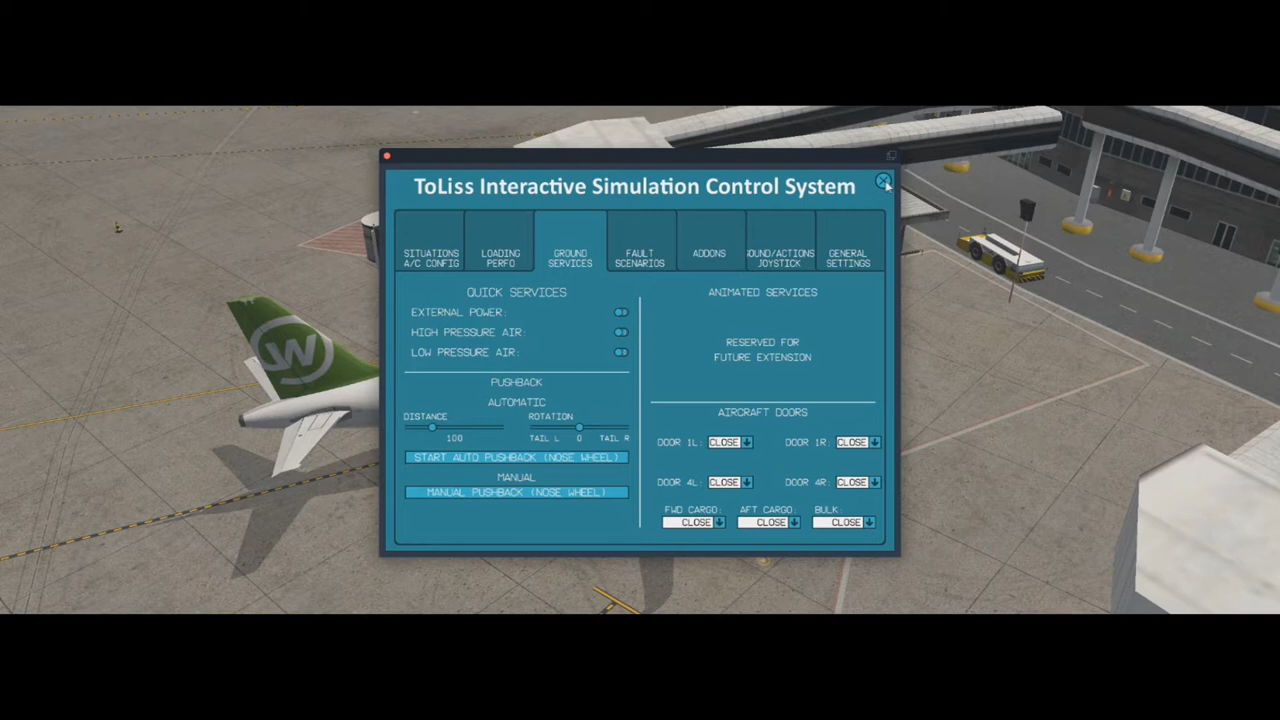 ToLiss Interactive Simulation Control System
SITUATIONS
A/C CONFIG
LOADING
PERFO
GROUND
SERVICES
FAULT
SCENARIOS
ADDONS
OUND/ACTIONS
JOYSTICK
GENERAL
SETTINGS
QUICK SERVICES
EXTERNAL POWER:
HIGH PRESSURE AIR:
LOW PRESSURE AIR:
PUSHBACK
AUTOMATIC
DISTANCE
ROTATION
100
TAIL L 0 TAIL R
START AUTO PUSHBACK (NOSE WHEEL)
MANUAL
MANUAL PUSHBACK (NOSE WHEEL)
ANIMATED SERVICES
RESERVED FOR
FUTURE EXTENSION
AIRCRAFT DOORS
DOOR 1L: CLOSE
DOOR 1R: CLOSE
DOOR 4L: CLOSE
DOOR 4R: CLOSE
FWD CARGO: AFT CARGO: BULK:
CLOSE CLOSE CLOSE
W